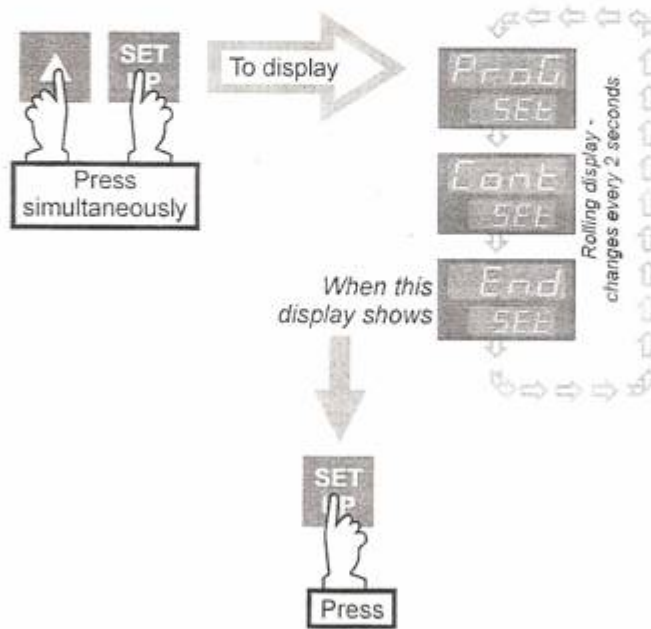 SET
UP
To display
ProG
SEt
Cont
SEt
End
SEt
Rolling display -
changes every 2 seconds
Press
simultaneously
When this
display shows
SET
UP
Press